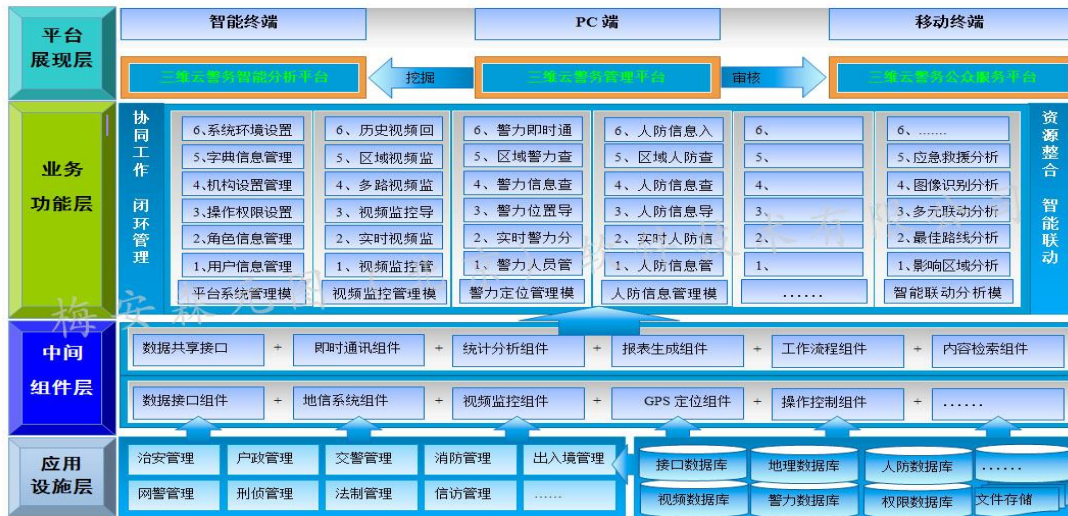 平台
展现层
智能终端
PC 端
移动终端
三维云警务智能分析平台
挖掘
三维云警务管理平台
审核
三维云警务公众服务平台
业务
功能层
协同工作 闭环管理
6、系统环境设置
5、字典信息管理
4、机构设置管理
3、操作权限设置
2、角色信息管理
1、用户信息管理
平台系统管理模
6、历史视频回
5、区域视频监
4、多路视频监
3、视频监控导
2、实时视频监
1、视频监控管
视频监控管理模
6、警力即时通
5、区域警力查
4、警力信息查
3、警力位置导
2、实时警力分
1、警力人员管
警力定位管理模
6、人防信息入
5、区域人防查
4、人防信息查
3、人防信息导
2、实时人防信
1、人防信息管
人防信息管理模
6、
5、
4、
3、
2、
1、
......
6、......
5、应急救援分析
4、图像识别分析
3、多元联动分析
2、最佳路线分析
1、影响区域分析
智能联动分析模
资源整合 智能联动
中间
组件层
数据共享接口 + 即时通讯组件 + 统计分析组件 + 报表生成组件 + 工作流程组件 + 内容检索组件
数据接口组件 + 地信系统组件 + 视频监控组件 + GPS 定位组件 + 操作控制组件 + ......
应用
设施层
治安管理 户政管理 交警管理 消防管理 出入境管理
网警管理 刑侦管理 法制管理 信访管理 ......
接口数据库 地理数据库 人防数据库 ......
视频数据库 警力数据库 权限数据库 文件存储